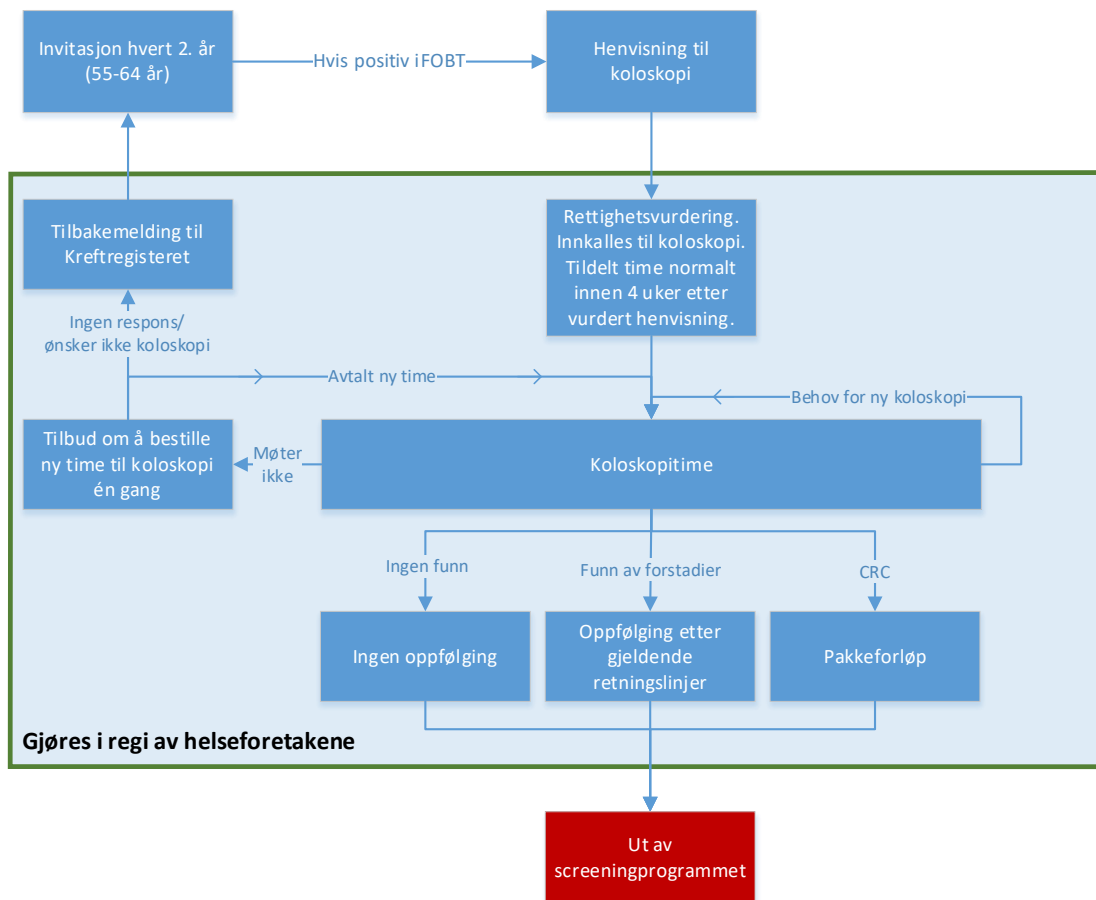 Invitasjon hvert 2. år
(55-64 år)
Hvis positiv iFOBT
Henvisning til
koloskopi
Tilbakemelding til
Kreftregisteret
Rettighetsvurdering.
Innkalles til koloskopi.
Tildelt time normalt
innen 4 uker etter
vurdert henvisning.
Ingen respons/
ønsker ikke koloskopi
Avtalt ny time
Behov for ny koloskopi
Tilbud om å bestille
ny time til koloskopi
én gang
Møter
ikke
Koloskopitime
Ingen funn
Funn av forstadier
CRC
Ingen oppfølging
Oppfølging etter
gjeldende
retningslinjer
Pakkeforløp
Gjøres i regi av helseforetakene
Ut av
screeningprogrammet